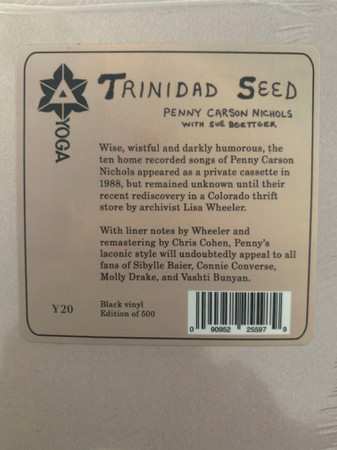 TRINIDAD SEED
PENNY CARSON NICHOLS
WITH SUE BOETTGER
YOGA
Wise, wistful and darkly humorous, the
ten home recorded songs of Penny Carson
Nichols appeared as a private cassette in
1988, but remained unknown until their
recent rediscovery in a Colorado thrift
store by archivist Lisa Wheeler.
With liner notes by Wheeler and
remastering by Chris Cohen, Penny's
laconic style will undoubtedly appeal to all
fans of Sibylle Baier, Connie Converse,
Molly Drake, and Vashti Bunyan.
Y20
Black vinyl
Edition of 500
0 90952 25597 9